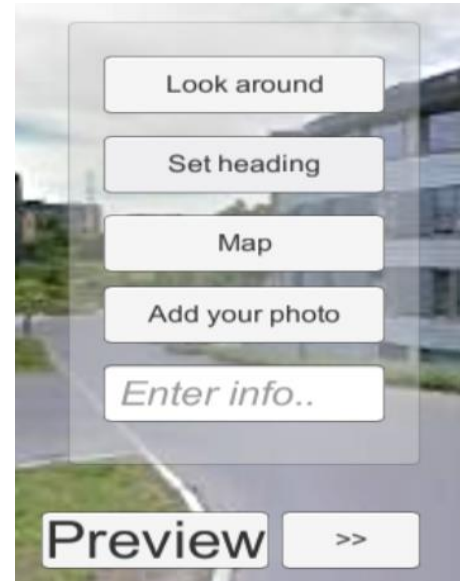 Look around
Set heading
Map
Add your photo
Enter info..
Preview >>